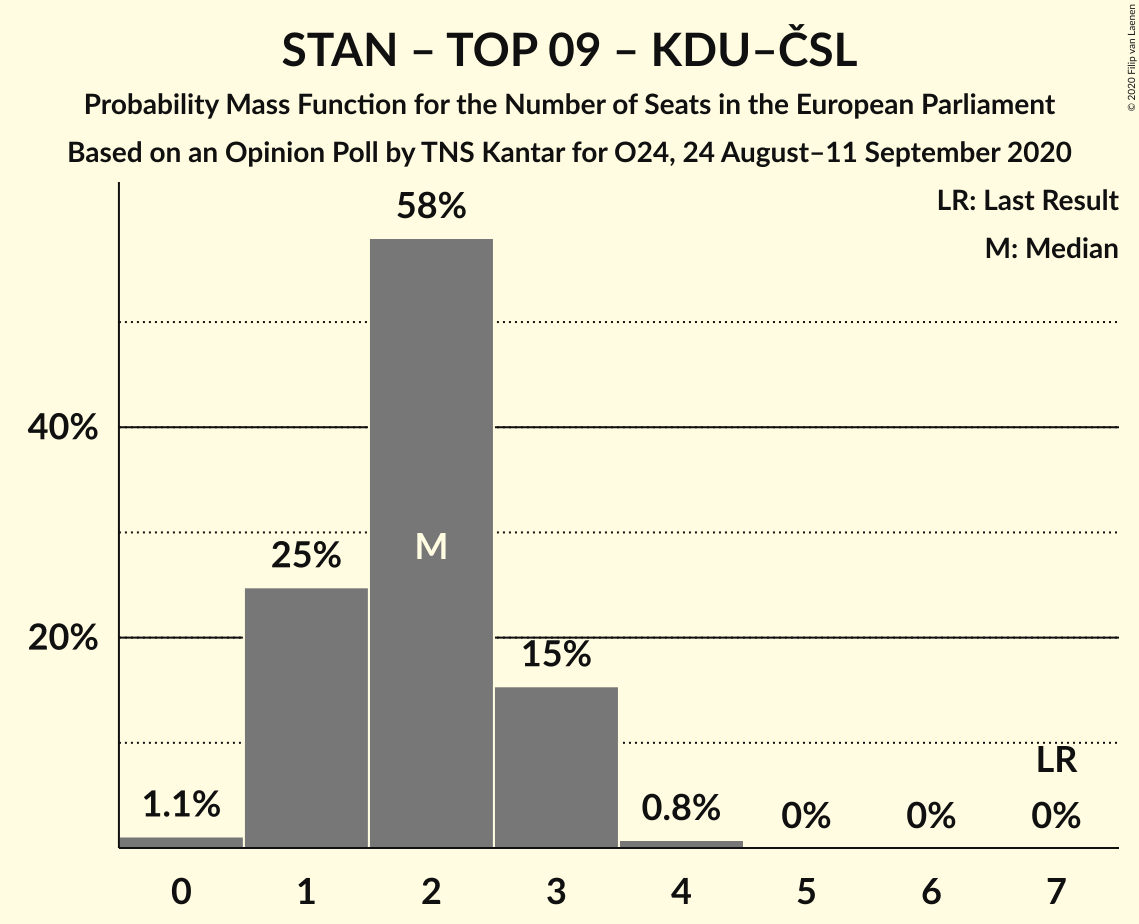 STAN – TOP 09 – KDU–ČSL
Probability Mass Function for the Number of Seats in the European Parliament
Based on an Opinion Poll by TNS Kantar for O24, 24 August–11 September 2020
© 2020 Filip van Laenen
LR: Last Result
M: Median
58%
40%
M
25%
20%
15%
LR
1.1%
0.8%
0%
0%
0%
0 1 2 3 4 5 6 7